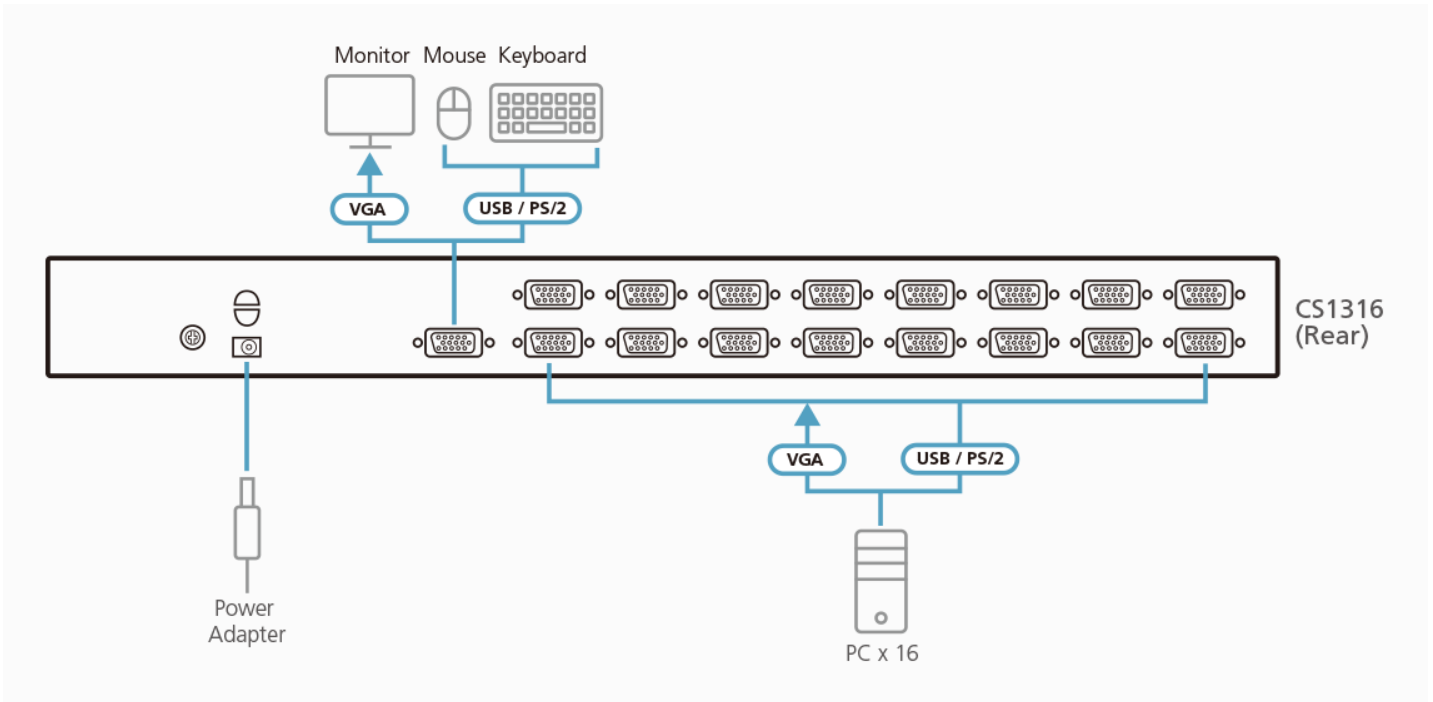 Monitor Mouse Keyboard
VGA
USB / PS/2
CS1316
(Rear)
VGA
USB / PS/2
Power
Adapter
PC x 16